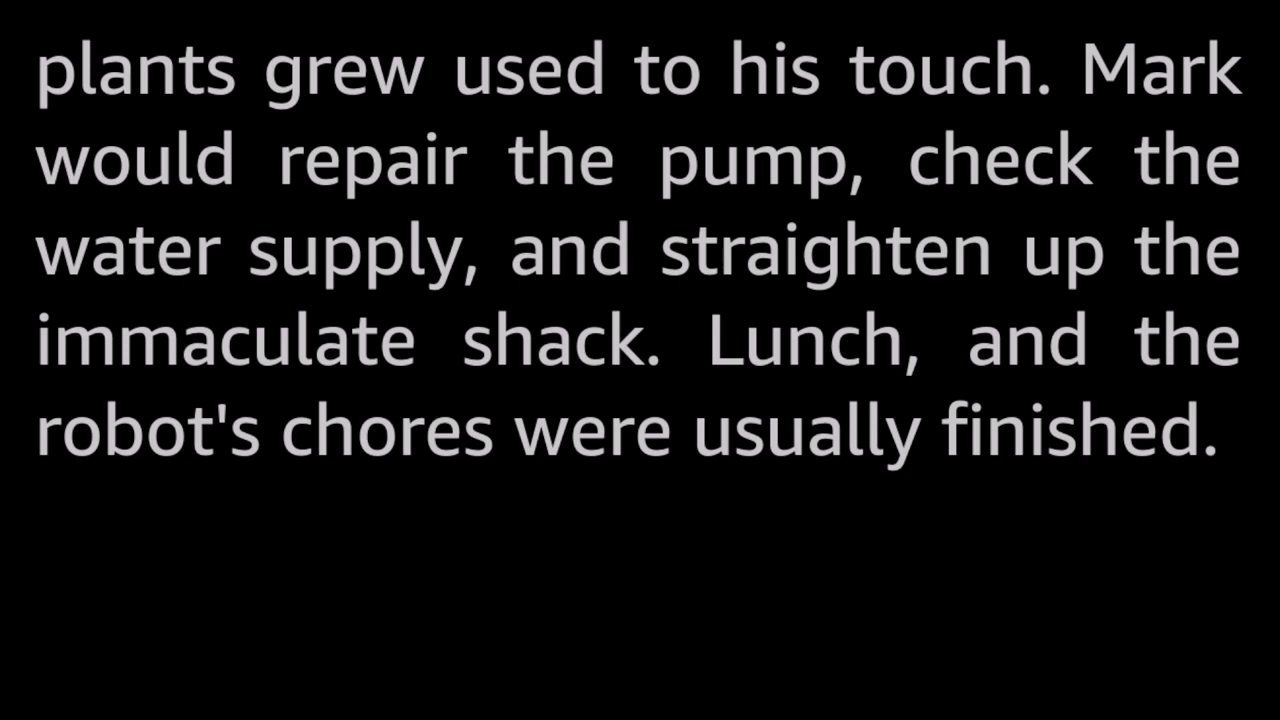 plants grew used to his touch. Mark
would repair the pump, check the
water supply, and straighten up the
immaculate shack. Lunch, and the
robot's chores were usually finished.